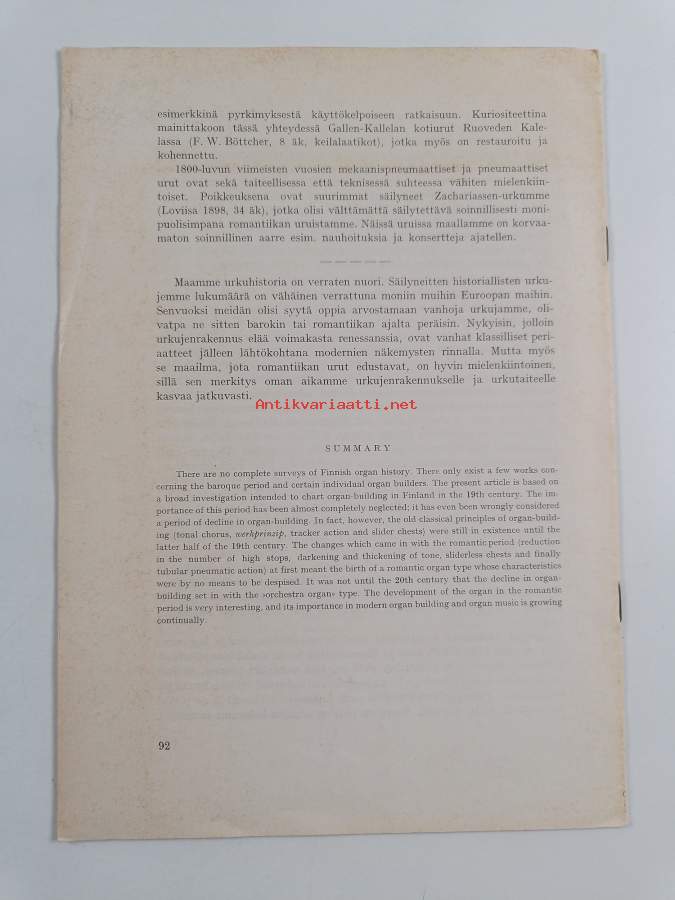 esimerkkinä pyrkimyksestä käyttökelpoiseen ratkaisuun. Kuriositeettina
mainittakoon tässä yhteydessä Gallen-Kallelan kotiurut Ruoveden Kale-
lassa (F. W. Böttcher, 8 äk, keilalaatikot), jotka myös on restauroitu ja
kohennettu.
1800-luvun viimeisten vuosien mekaanispneumaattiset ja pneumaattiset
urut ovat sekä taiteellisessa että teknisessä suhteessa vähiten mielenkiin-
toiset. Poikkeuksena ovat suurimmat säilyneet Zachariassen-urkumme
(Loviisa 1898, 34 äk), jotka olisi välttämättä säilytettävä soinnillisesti moni-
puolisimpana romantiikan uruistamme. Näissä uruissa maallamme on korvaa-
maton soinnillinen aarre esim. nauhoituksia ja konsertteja ajatellen.
— — — — —
Maamme urkuhistoria on verraten nuori. Säilyneitten historiallisten urku-
jemme lukumäärä on vähäinen verrattuna moniin muihin Euroopan maihin.
Senvuoksi meidän olisi syytä oppia arvostamaan vanhoja urkujamme, oli-
vatpa ne sitten barokin tai romantiikan ajalta peräisin. Nykyisin, jolloin
urkujenrakennus elää voimakasta renessanssia, ovat vanhat klassilliset peri-
aatteet jälleen lähtökohtana modernien näkemysten rinnalla. Mutta myös
se maailma, jota romantiikan urut edustavat, on hyvin mielenkiintoinen,
sillä sen merkitys oman aikamme urkujenrakennukselle ja urkutaiteelle
kasvaa jatkuvasti.
Antikvariaatti.net
SUMMARY
There are no complete surveys of Finnish organ history. There only exist a few works con-
cerning the baroque period and certain individual organ builders. The present article is based on
a broad investigation intended to chart organ-building in Finland in the 19th century. The im-
portance of this period has been almost completely neglected; it has even been wrongly considered
a period of decline in organ-building. In fact, however, the old classical principles of organ-build-
ing (tonal chorus, werkprinzip, tracker action and slider chests) were still in existence until the
latter half of the 19th century. The changes which came in with the romantic period (reduction
in the number of high stops, darkening and thickening of tone, sliderless chests and finally
tubular pneumatic action) at first meant the birth of a romantic organ type whose characteristics
were by no means to be despised. It was not until the 20th century that the decline in organ-
building set in with the »orchestra organ» type. The development of the organ in the romantic
period is very interesting, and its importance in modern organ building and organ music is growing
continually.
92